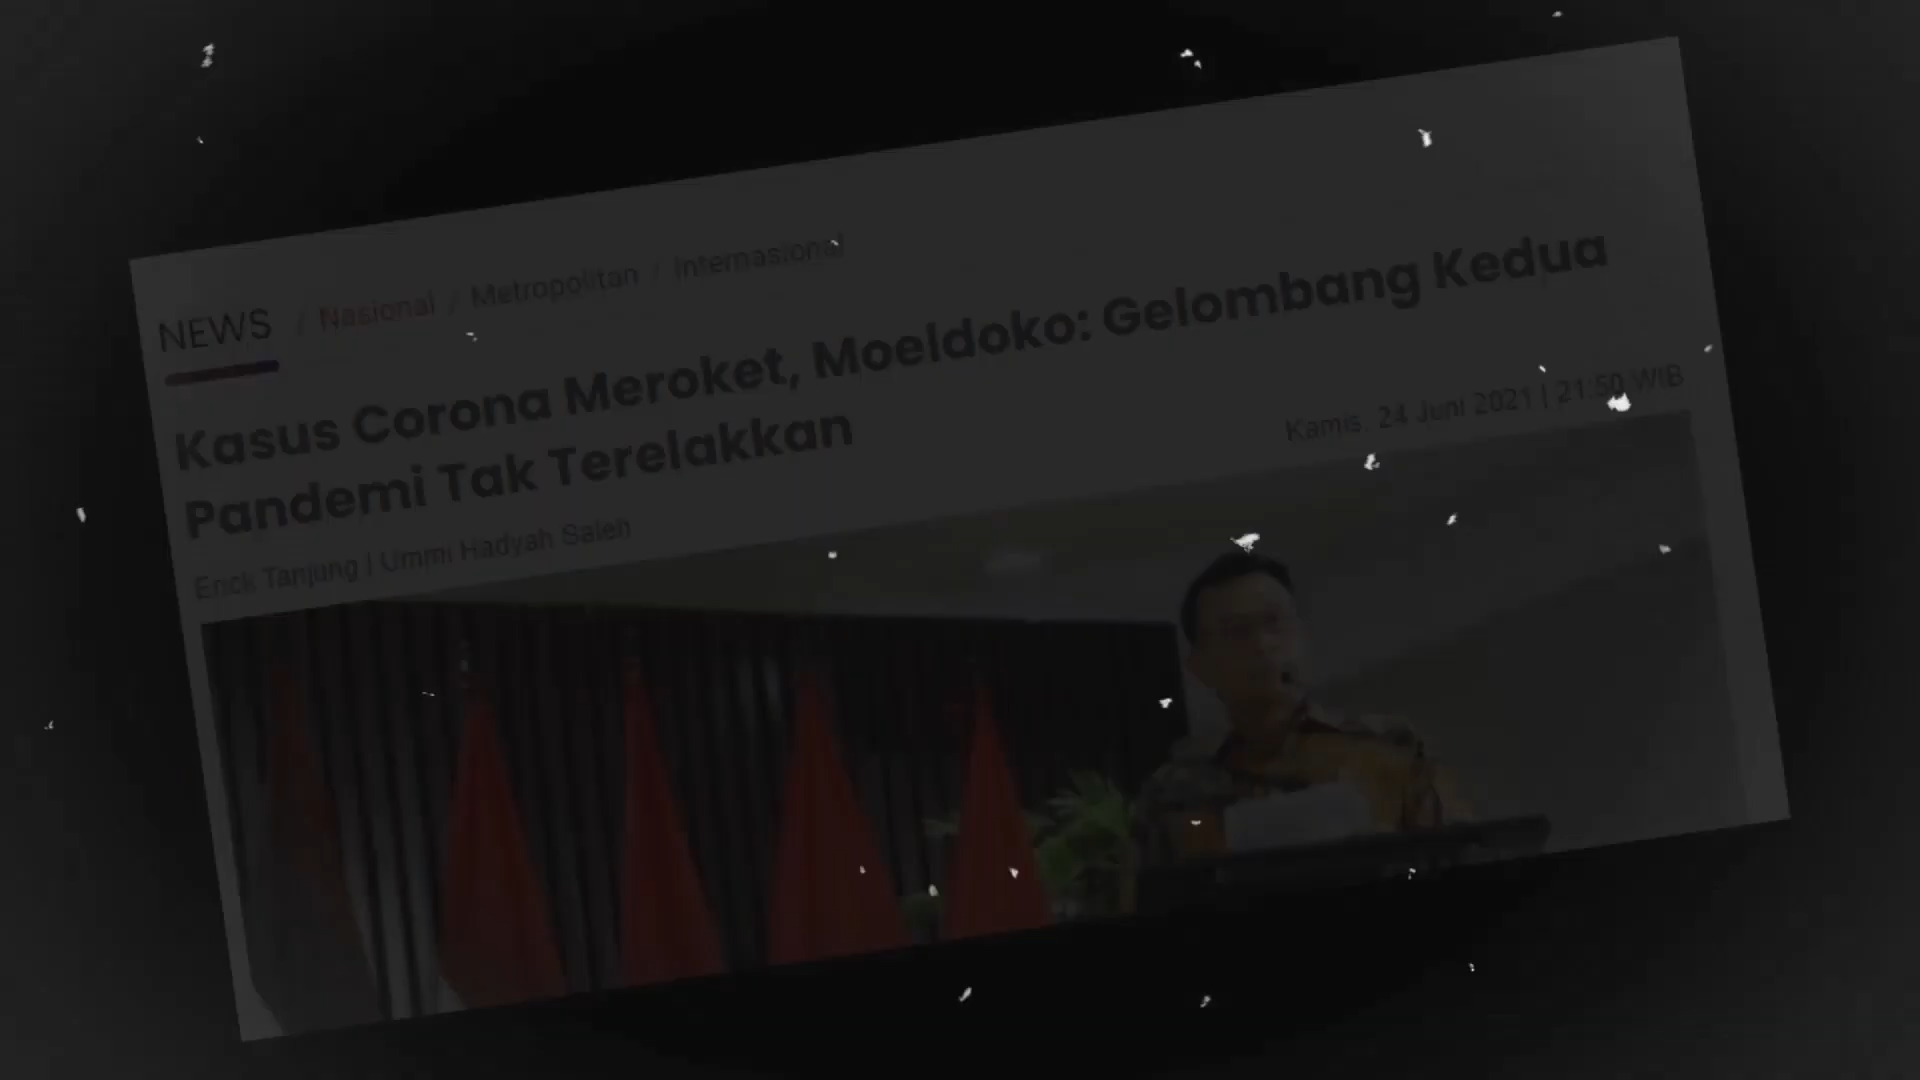 NEWS / Nasional / Metropolitan / Internasional
Kasus Corona Meroket, Moeldoko: Gelombang Kedua
Pandemi Tak Terelakkan
Kamis, 24 Juni 2021 | 21:50 WIB
Erick Tanjung | Ummi Hadyah Saleh